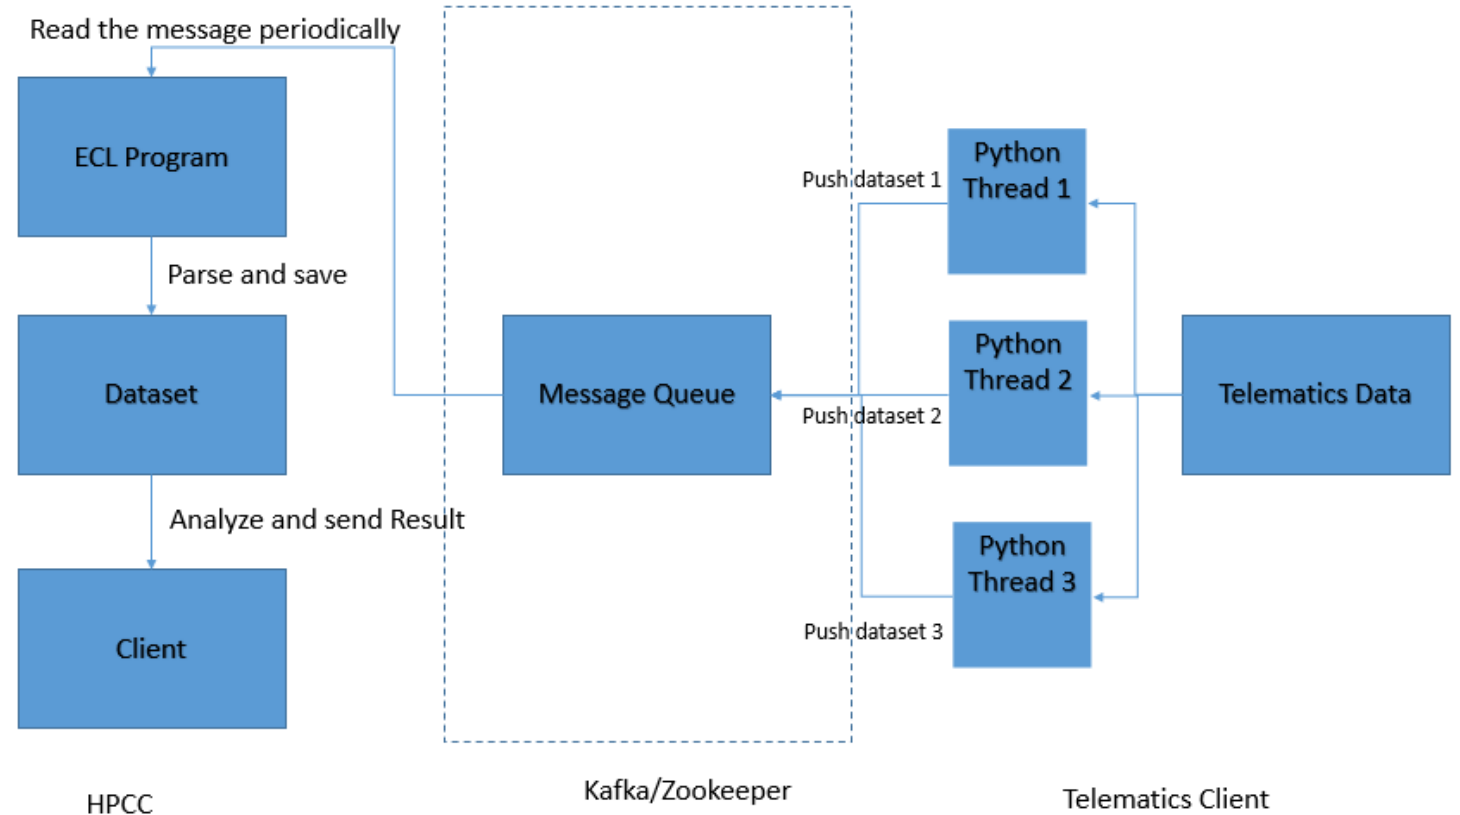 Read the message periodically
ECL Program
Parse and save
Dataset
Analyze and send Result
Client
HPCC
Message Queue
Kafka/Zookeeper
Push dataset 1
Push dataset 2
Push dataset 3
Python
Thread 1
Python
Thread 2
Python
Thread 3
Telematics Data
Telematics Client